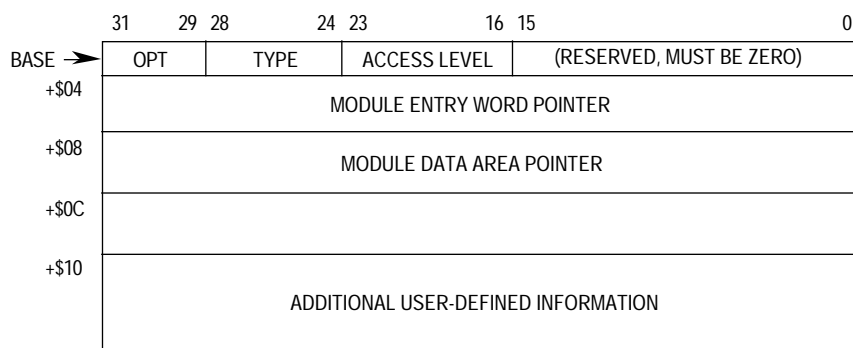 31 29 28 24 23 16 15 0
BASE OPT TYPE ACCESS LEVEL (RESERVED, MUST BE ZERO)
+$04
MODULE ENTRY WORD POINTER
+$08
MODULE DATA AREA POINTER
+$0C
+$10
ADDITIONAL USER-DEFINED INFORMATION